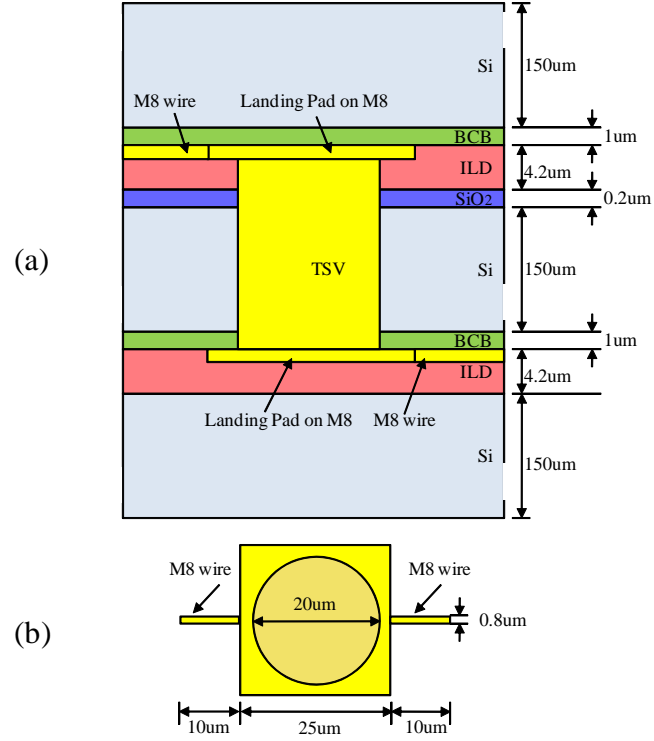 Si
150um
M8 wire
Landing Pad on M8
BCB
1um
ILD
4.2um
SiO2
0.2um
(a)
TSV
Si
150um
BCB
1um
ILD
4.2um
Landing Pad on M8
M8 wire
Si
150um
M8 wire
M8 wire
20um
0.8um
(b)
10um
25um
10um